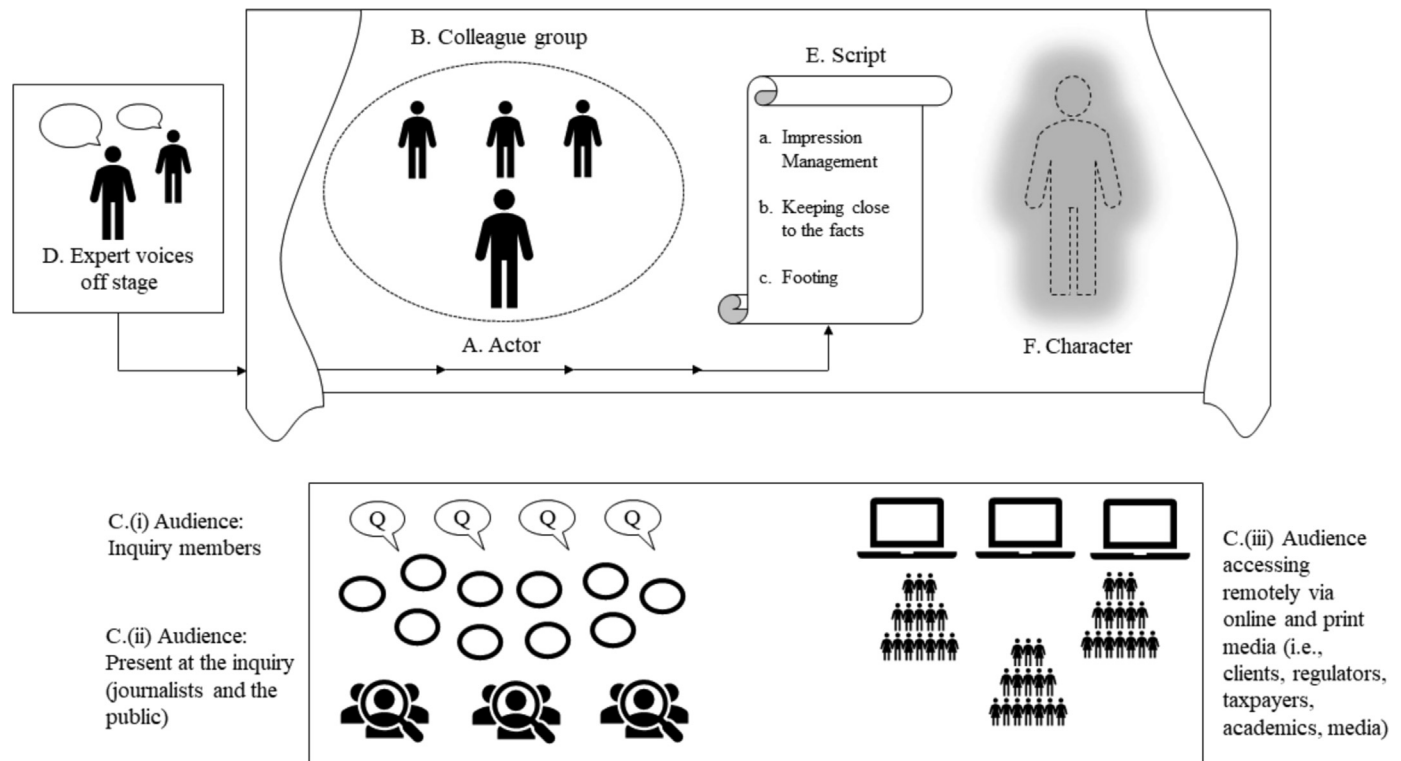 B. Colleague group
E. Script
a. Impression
Management
b. Keeping close
to the facts
c. Footing
D. Expert voices
off stage
A. Actor
F. Character
C.(i) Audience:
Inquiry members
Q Q Q Q
C.(ii) Audience:
Present at the inquiry
(journalists and the
public)
C.(iii) Audience
accessing
remotely via
online and print
media (i.e.,
clients, regulators,
taxpayers,
academics, media)